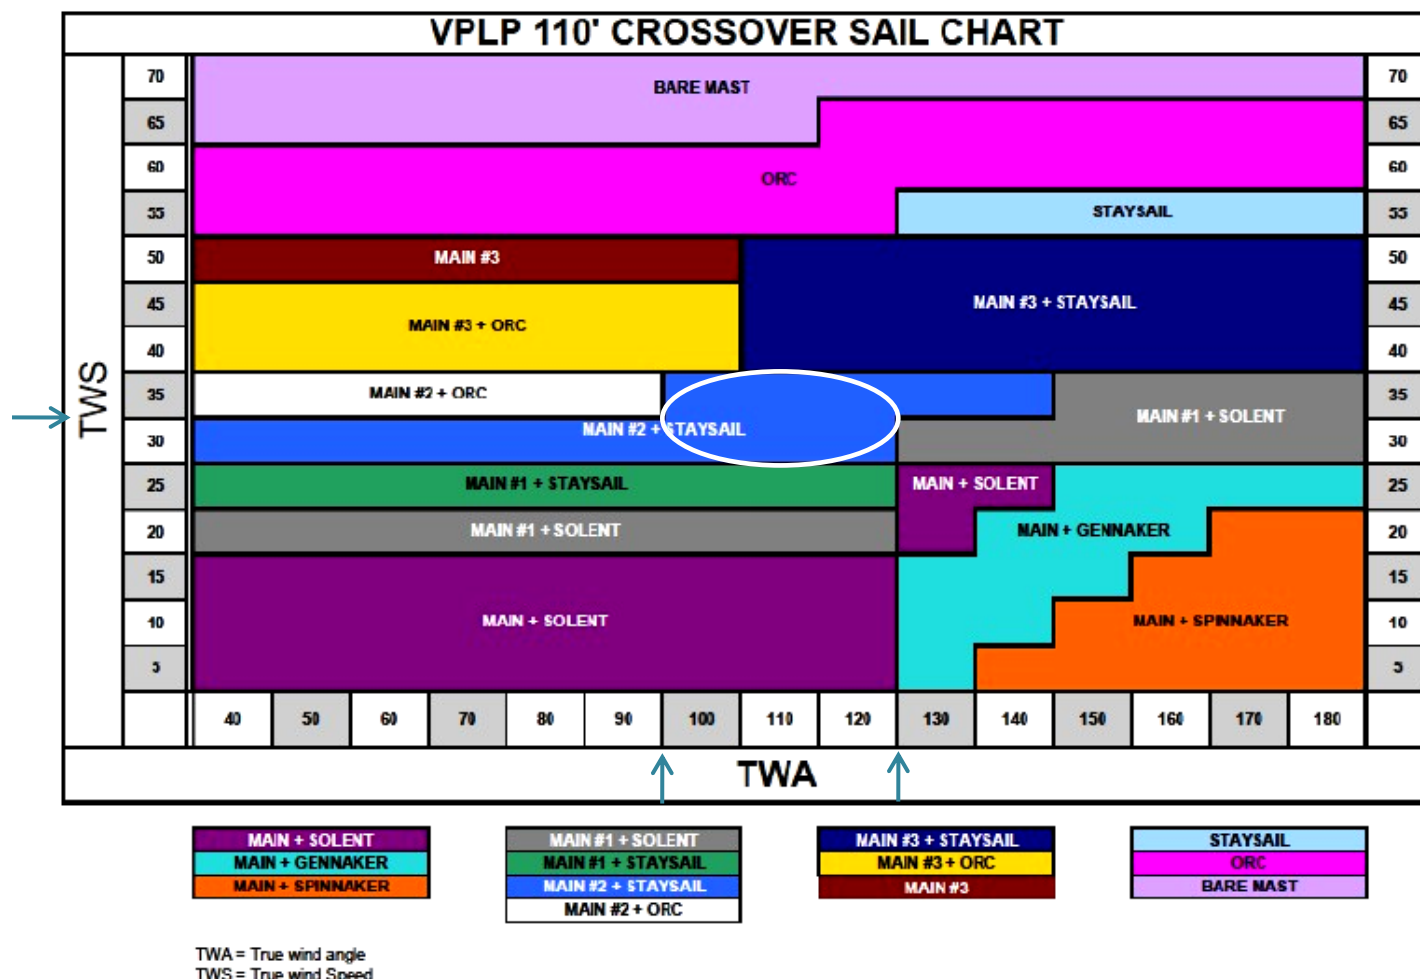 VPLP 110' CROSSOVER SAIL CHART
70 BARE MAST 70
65 65
60 ORC 60
55 STAYSAIL 55
50 MAIN #3 50
45 MAIN #3 + STAYSAIL 45
MAIN #3 + ORC
40 40
TWS
35 MAIN #2 + ORC 35
MAIN #1 + SOLENT
30 MAIN #2 + STAYSAIL 30
25 MAIN #1 + STAYSAIL MAIN + SOLENT 25
20 MAIN #1 + SOLENT MAIN + GENNAKER 20
15 15
10 MAIN + SOLENT MAIN + SPINNAKER 10
5 5
40 50 60 70 80 90 100 110 120 130 140 150 160 170 180
TWA
MAIN + SOLENT MAIN #1 + SOLENT MAIN #3 + STAYSAIL STAYSAIL
MAIN + GENNAKER MAIN #1 + STAYSAIL MAIN #3 + ORC ORC
MAIN + SPINNAKER MAIN #2 + STAYSAIL MAIN #3 BARE MAST
MAIN #2 + ORC
TWA = True wind angle
TWS = True wind Speed